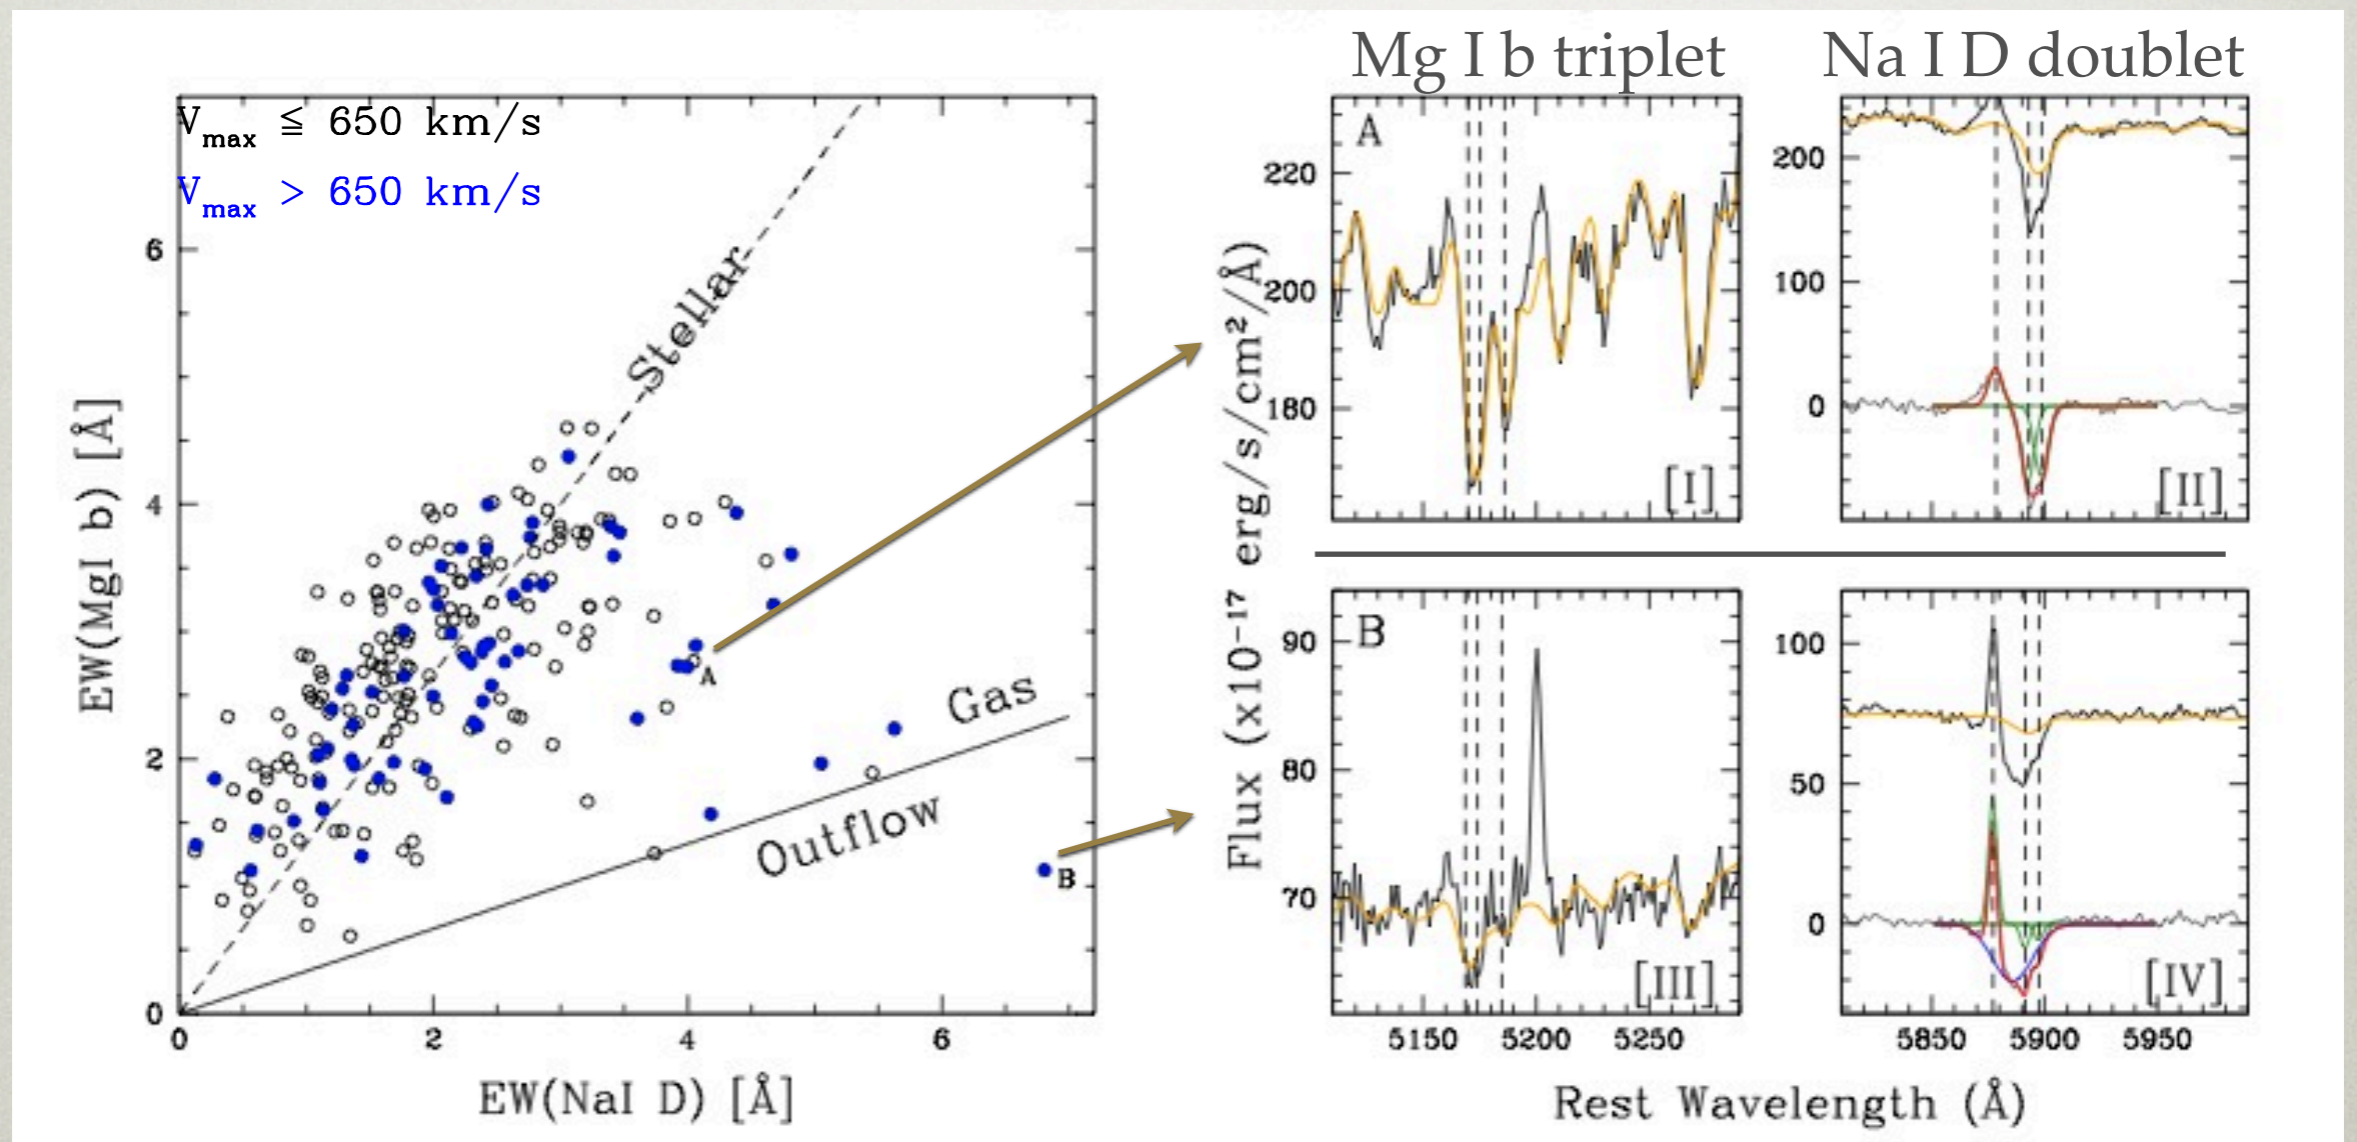 Mg I b triplet
Na I D doublet
V_max ≦ 650 km/s
V_max > 650 km/s
Stellar
Gas
Outflow
A
B
0
2
4
6
0
2
4
6
EW(MgI b) [Å]
EW(NaI D) [Å]
A
220
200
180
[I]
200
100
0
[II]
B
90
80
70
[III]
5150 5200 5250
100
50
0
[IV]
5850 5900 5950
Flux (x10⁻¹⁷ erg/s/cm²/Å)
Rest Wavelength (Å)